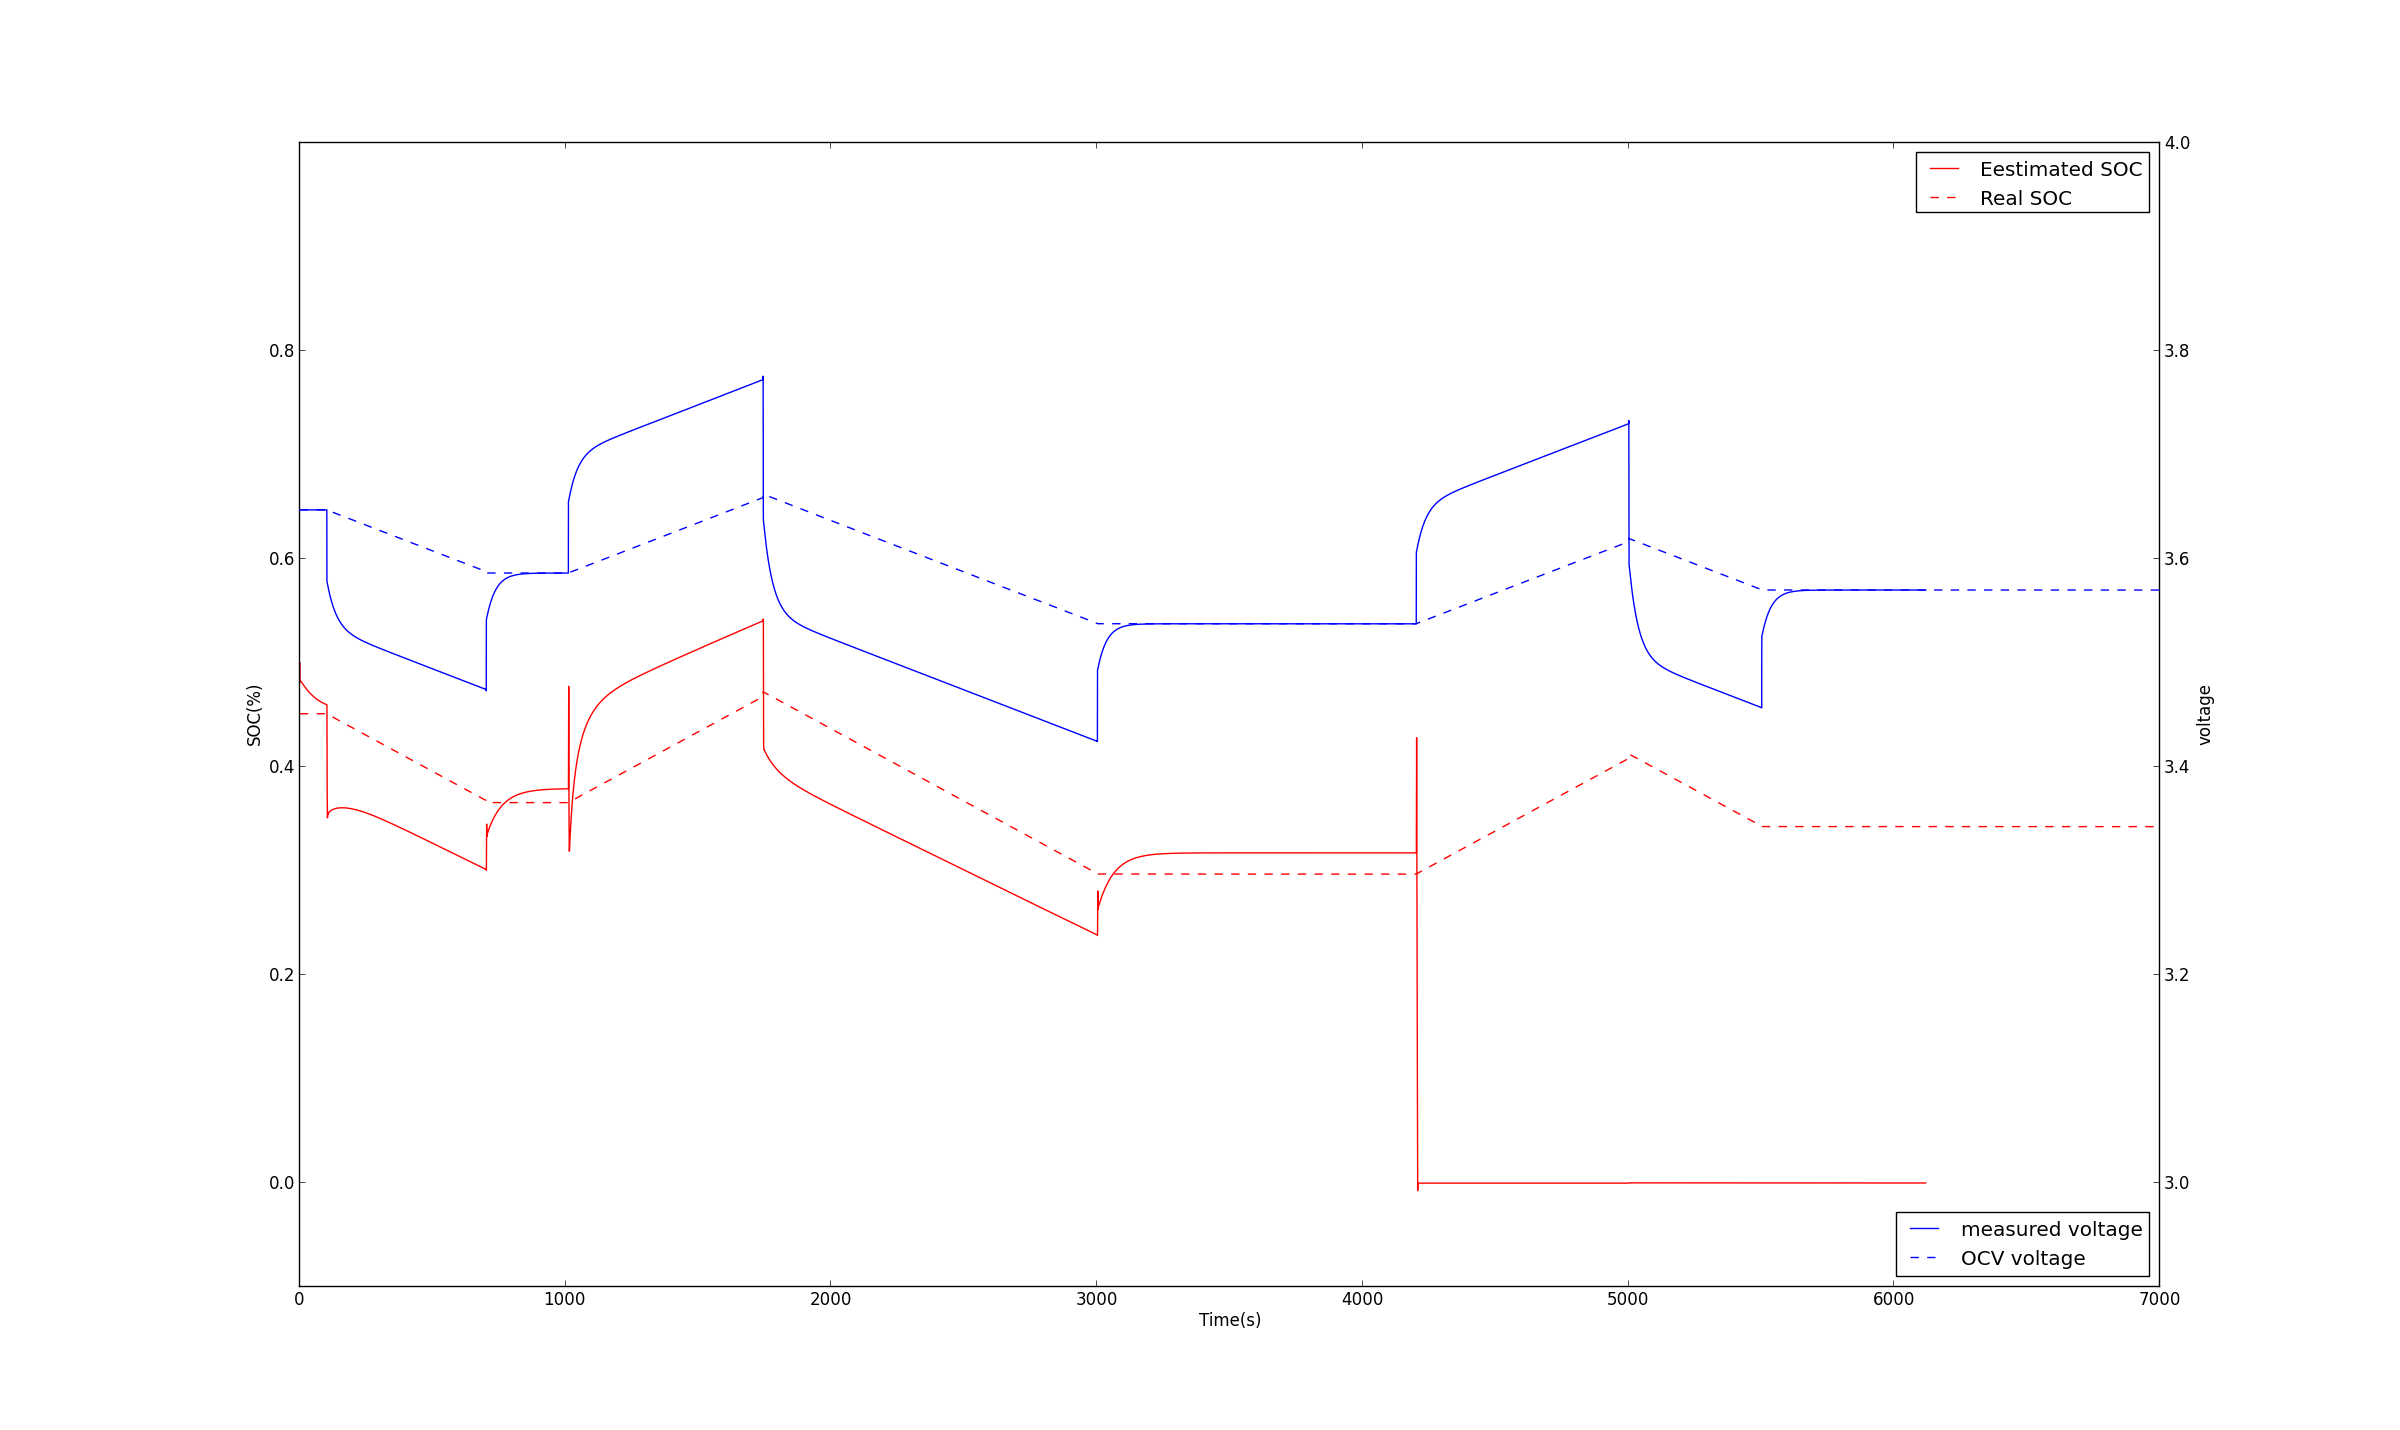 4.0
Eestimated SOC
Real SOC
0.8
3.8
0.6
3.6
SOC(%)
voltage
0.4
3.4
0.2
3.2
0.0
3.0
measured voltage
OCV voltage
0 1000 2000 3000 4000 5000 6000 7000
Time(s)